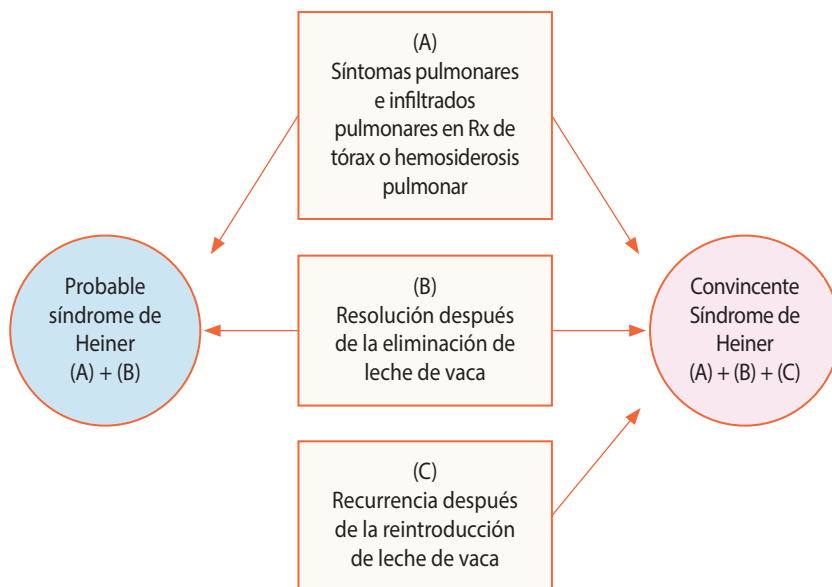 (A)
Síntomas pulmonares
e infiltrados
pulmonares en Rx de
tórax o hemosiderosis
pulmonar
Probable
síndrome de
Heiner
(A) + (B)
(B)
Resolución después
de la eliminación de
leche de vaca
Convincente
Síndrome de
Heiner
(A) + (B) + (C)
(C)
Recurrencia después
de la reintroducción
de leche de vaca